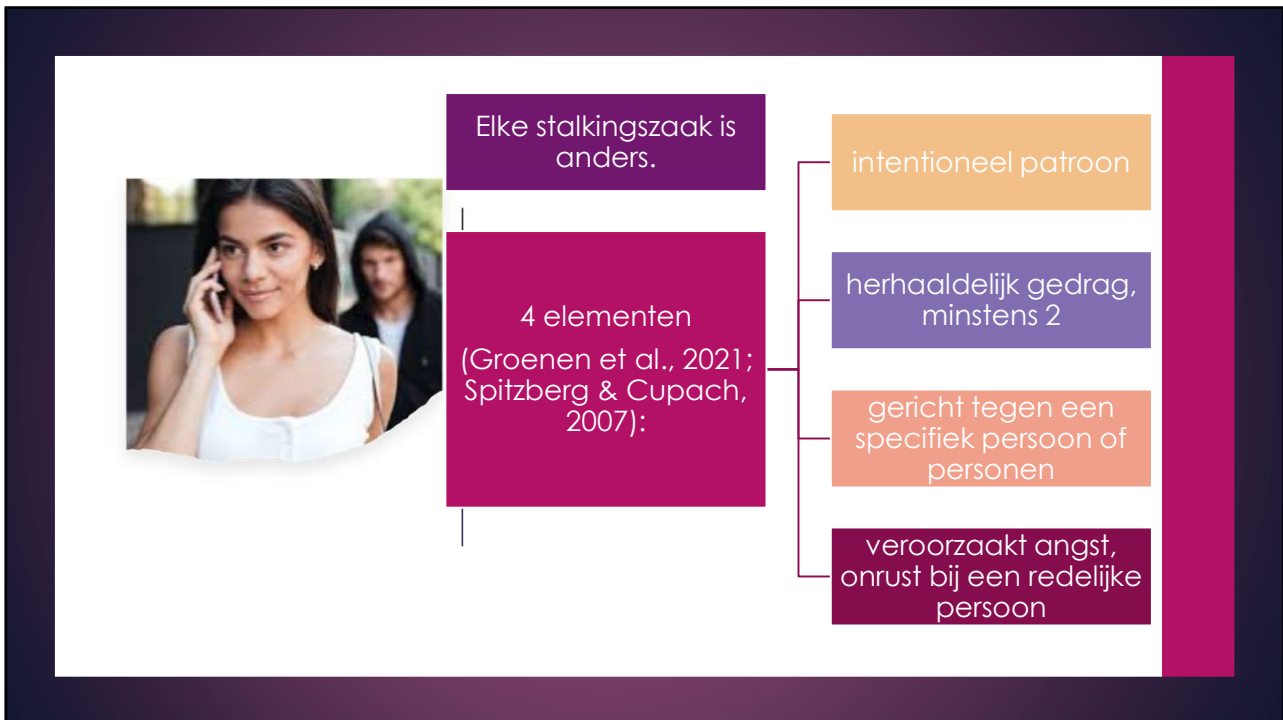 Elke stalkingszaak is
anders.
4 elementen
(Groenen et al., 2021;
Spitzberg & Cupach,
2007):
intentioneel patroon
herhaaldelijk gedrag,
minstens 2
gericht tegen een
specifiek persoon of
personen
veroorzaakt angst,
onrust bij een redelijke
persoon